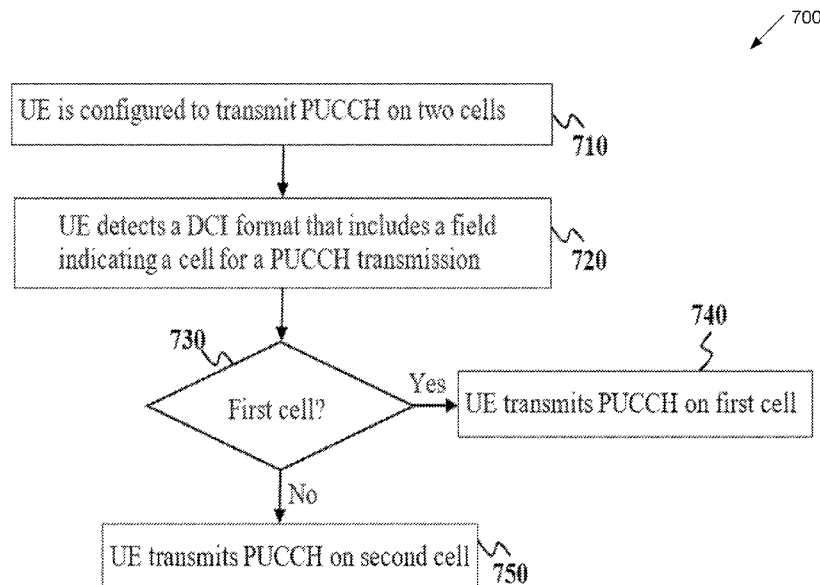 700
UE is configured to transmit PUCCH on two cells
710
UE detects a DCI format that includes a field
indicating a cell for a PUCCH transmission
720
730
First cell?
Yes
740
UE transmits PUCCH on first cell
No
UE transmits PUCCH on second cell
750